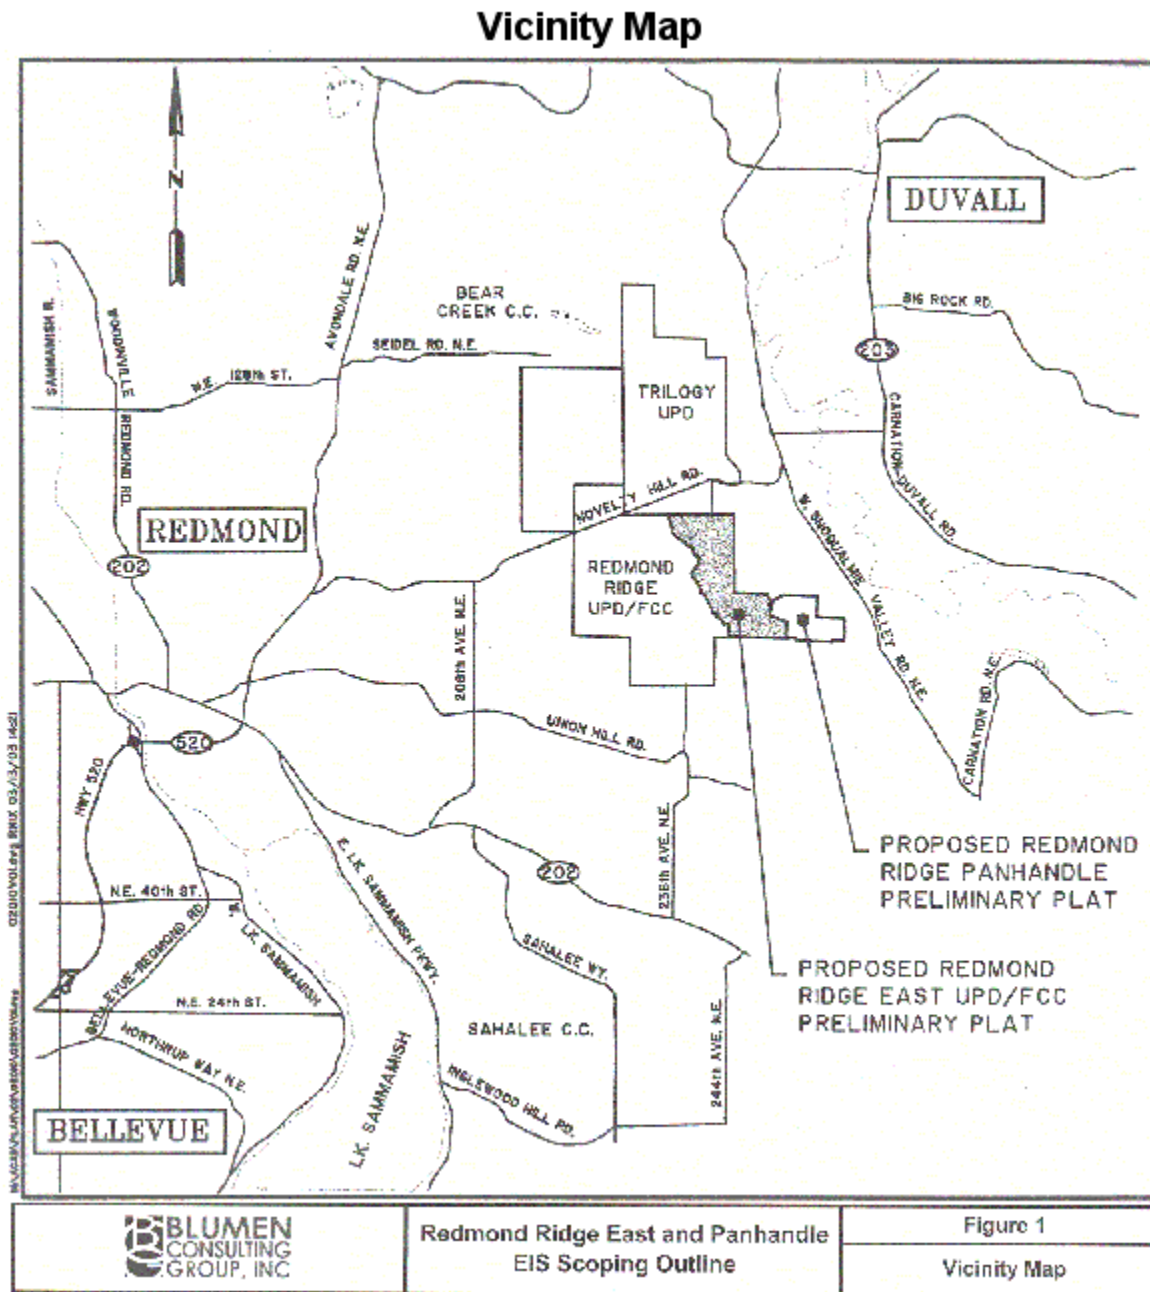 Vicinity Map
N
DUVALL
SAMMAMISH R.
WOODINVILLE REDMOND RD.
AVONDALE RD. N.E.
BEAR
CREEK C.C.
BIG ROCK RD.
SEIDEL RD. N.E.
203
N.E. 128th ST.
TRILOGY
UPD
CARNATION-DUVALL RD.
NOVELTY HILL RD.
REDMOND
W. SNOQUALMIE VALLEY RD. N.E.
202
REDMOND
RIDGE
UPD/FCC
208th AVE. N.E.
UNION HILL RD.
CARNATION RD. N.E.
520
HWY 520
238th AVE. N.E.
PROPOSED REDMOND
RIDGE PANHANDLE
PRELIMINARY PLAT
E. LK. SAMMAMISH PKWY.
202
N.E. 40th ST.
BELLEVUE-REDMOND RD.
W. LK. SAMMAMISH
SAHALEE WY.
PROPOSED REDMOND
RIDGE EAST UPD/FCC
PRELIMINARY PLAT
N.E. 24th ST.
SAHALEE C.C.
244th AVE. N.E.
NORTHRUP WAY N.E.
LK. SAMMAMISH
INGLEWOOD HILL RD.
BELLEVUE
BLUMEN
CONSULTING
GROUP, INC
Redmond Ridge East and Panhandle
EIS Scoping Outline
Figure 1
Vicinity Map